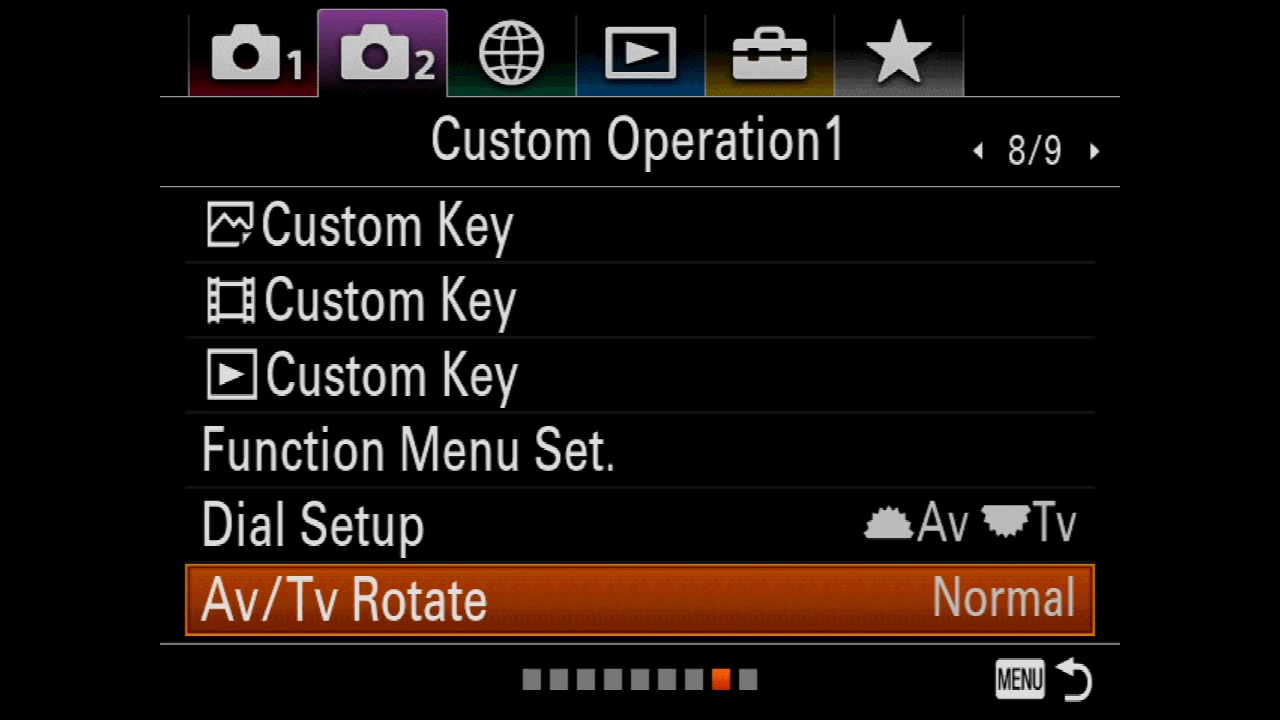 1 2
Custom Operation1 8/9
Custom Key
Custom Key
Custom Key
Function Menu Set.
Dial Setup Av Tv
Av/Tv Rotate Normal
MENU